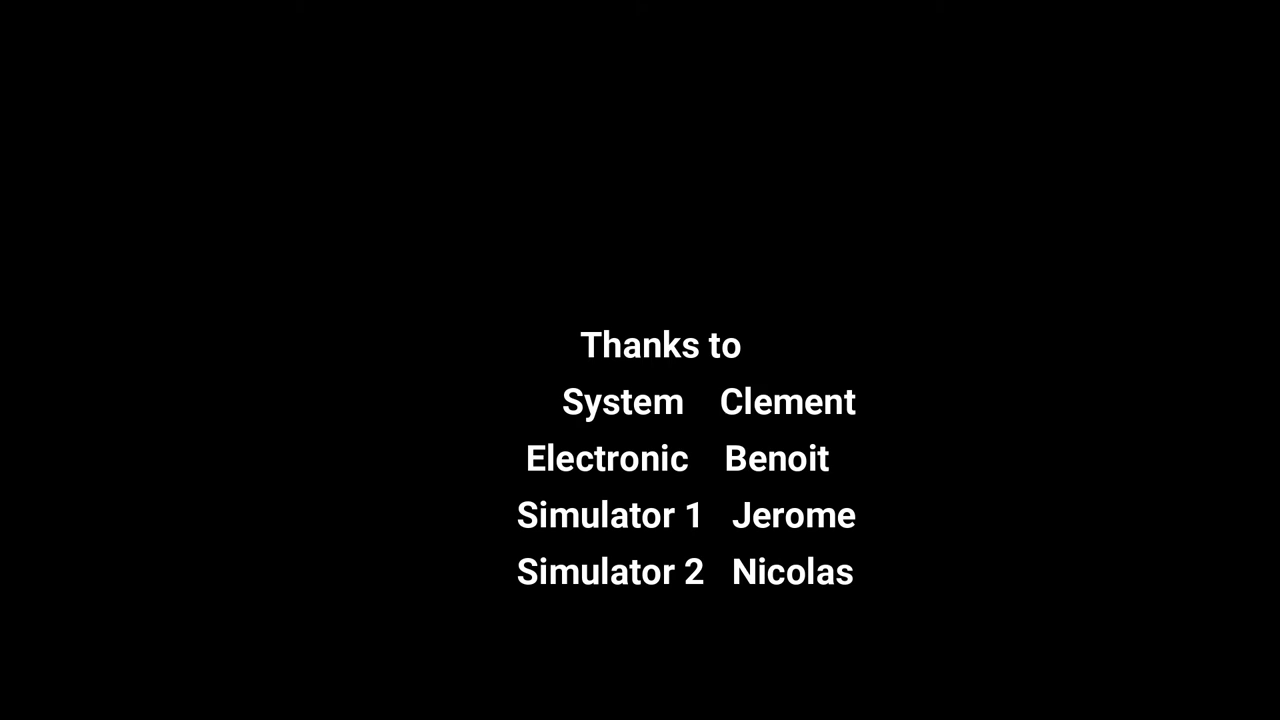 Thanks to
System Clement
Electronic Benoit
Simulator 1 Jerome
Simulator 2 Nicolas